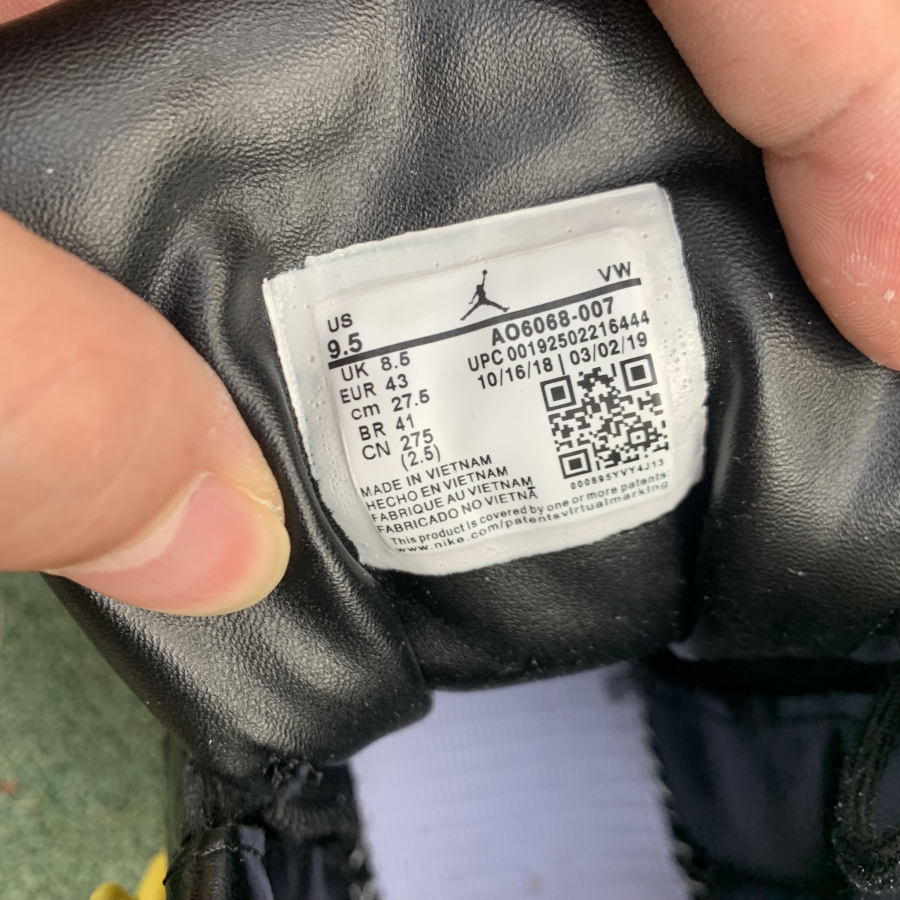 US
9.5
VW
AO6068-007
UPC 00192502216444
10/16/18 | 03/02/19
UK 8.5
EUR 43
cm 27.5
BR 41
CN 275
(2.5)
000895YVY4J13
MADE IN VIETNAM
HECHO EN VIETNAM
FABRIQUE AU VIETNAM
FABRICADO NO VIETNÃ
This product is covered by one or more patents:
www.nike.com/patentsvirtualmarking